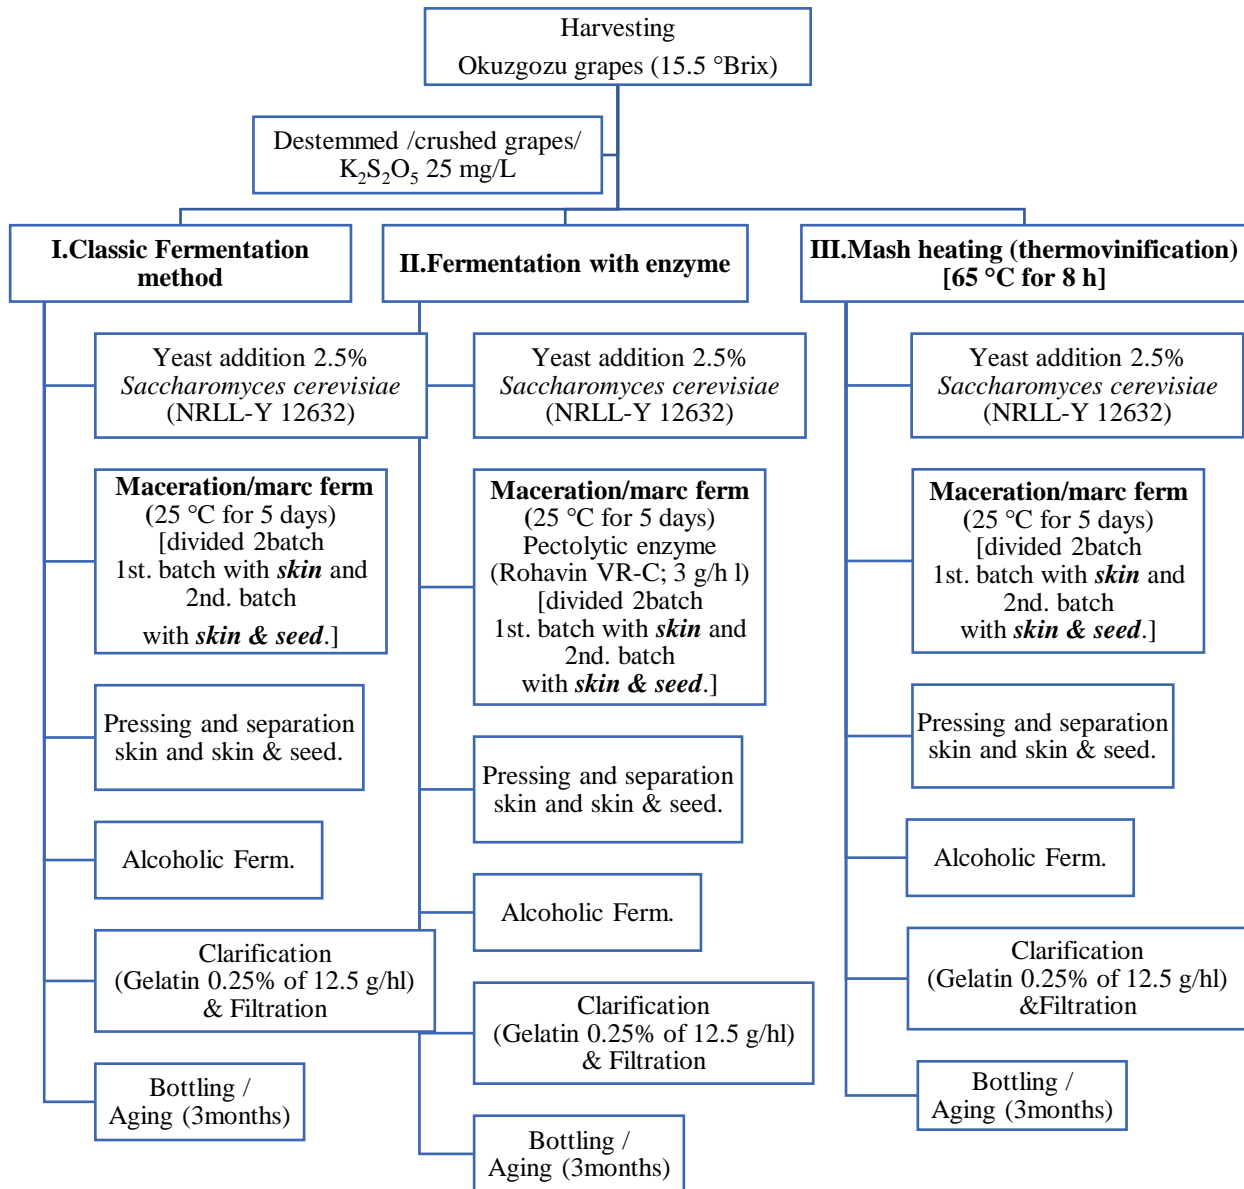 Harvesting
Okuzgozu grapes (15.5 °Brix)
Destemmed /crushed grapes/
K₂S₂O₅ 25 mg/L
I.Classic Fermentation
method
II.Fermentation with enzyme
III.Mash heating (thermovinification)
[65 °C for 8 h]
Yeast addition 2.5%
Saccharomyces cerevisiae
(NRLL-Y 12632)
Maceration/marc ferm
(25 °C for 5 days)
[divided 2batch
1st. batch with skin and
2nd. batch
with skin & seed.]
Pressing and separation
skin and skin & seed.
Alcoholic Ferm.
Clarification
(Gelatin 0.25% of 12.5 g/hl)
& Filtration
Bottling /
Aging (3months)
Yeast addition 2.5%
Saccharomyces cerevisiae
(NRLL-Y 12632)
Maceration/marc ferm
(25 °C for 5 days)
Pectolytic enzyme
(Rohavin VR-C; 3 g/h l)
[divided 2batch
1st. batch with skin and
2nd. batch
with skin & seed.]
Pressing and separation
skin and skin & seed.
Alcoholic Ferm.
Clarification
(Gelatin 0.25% of 12.5 g/hl)
& Filtration
Bottling /
Aging (3months)
Yeast addition 2.5%
Saccharomyces cerevisiae
(NRLL-Y 12632)
Maceration/marc ferm
(25 °C for 5 days)
[divided 2batch
1st. batch with skin and
2nd. batch
with skin & seed.]
Pressing and separation
skin and skin & seed.
Alcoholic Ferm.
Clarification
(Gelatin 0.25% of 12.5 g/hl)
&Filtration
Bottling /
Aging (3months)